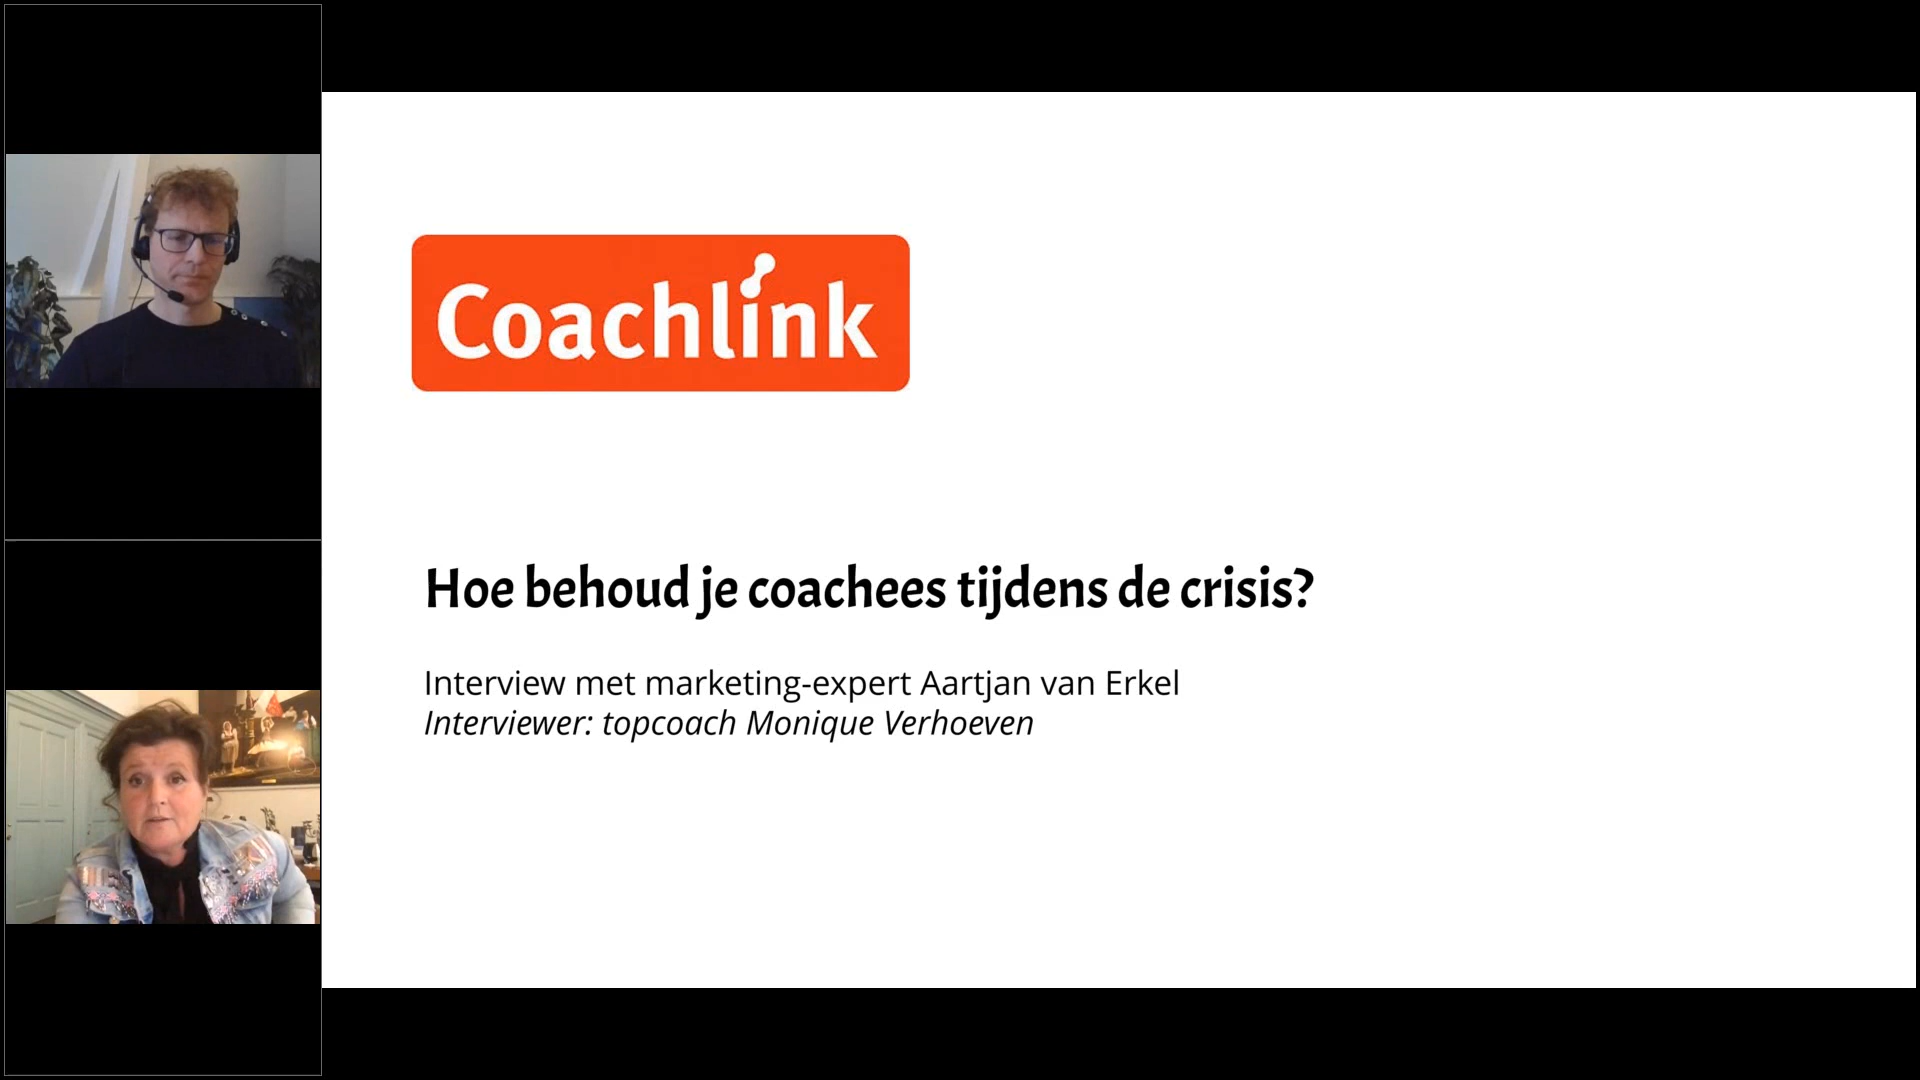 Coachlink
Hoe behoud je coachees tijdens de crisis?
Interview met marketing-expert Aartjan van Erkel
Interviewer: topcoach Monique Verhoeven